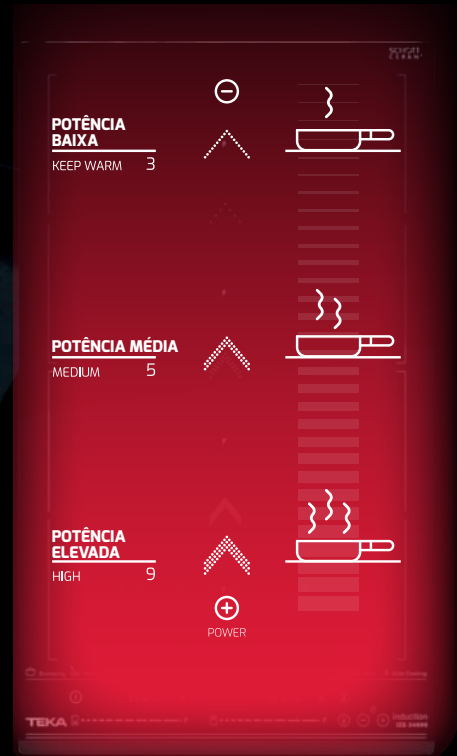 SCHOTT
CERAN
POTÊNCIA
BAIXA
KEEP WARM 3
POTÊNCIA MÉDIA
MEDIUM 5
POTÊNCIA
ELEVADA
HIGH 9
POWER
TEKA
induction